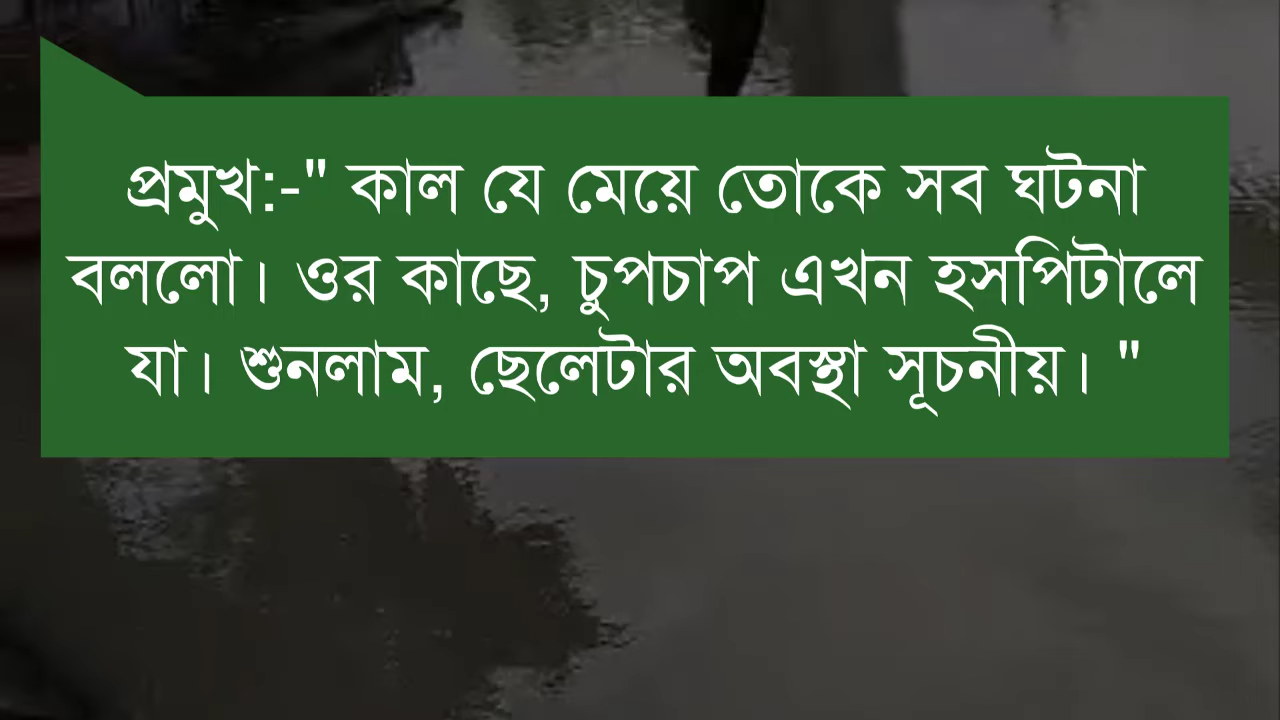 প্রমুখ:-" কাল যে মেয়ে তোকে সব ঘটনা
বললো। ওর কাছে, চুপচাপ এখন হসপিটালে
যা। শুনলাম, ছেলেটার অবস্থা সূচনীয়। "